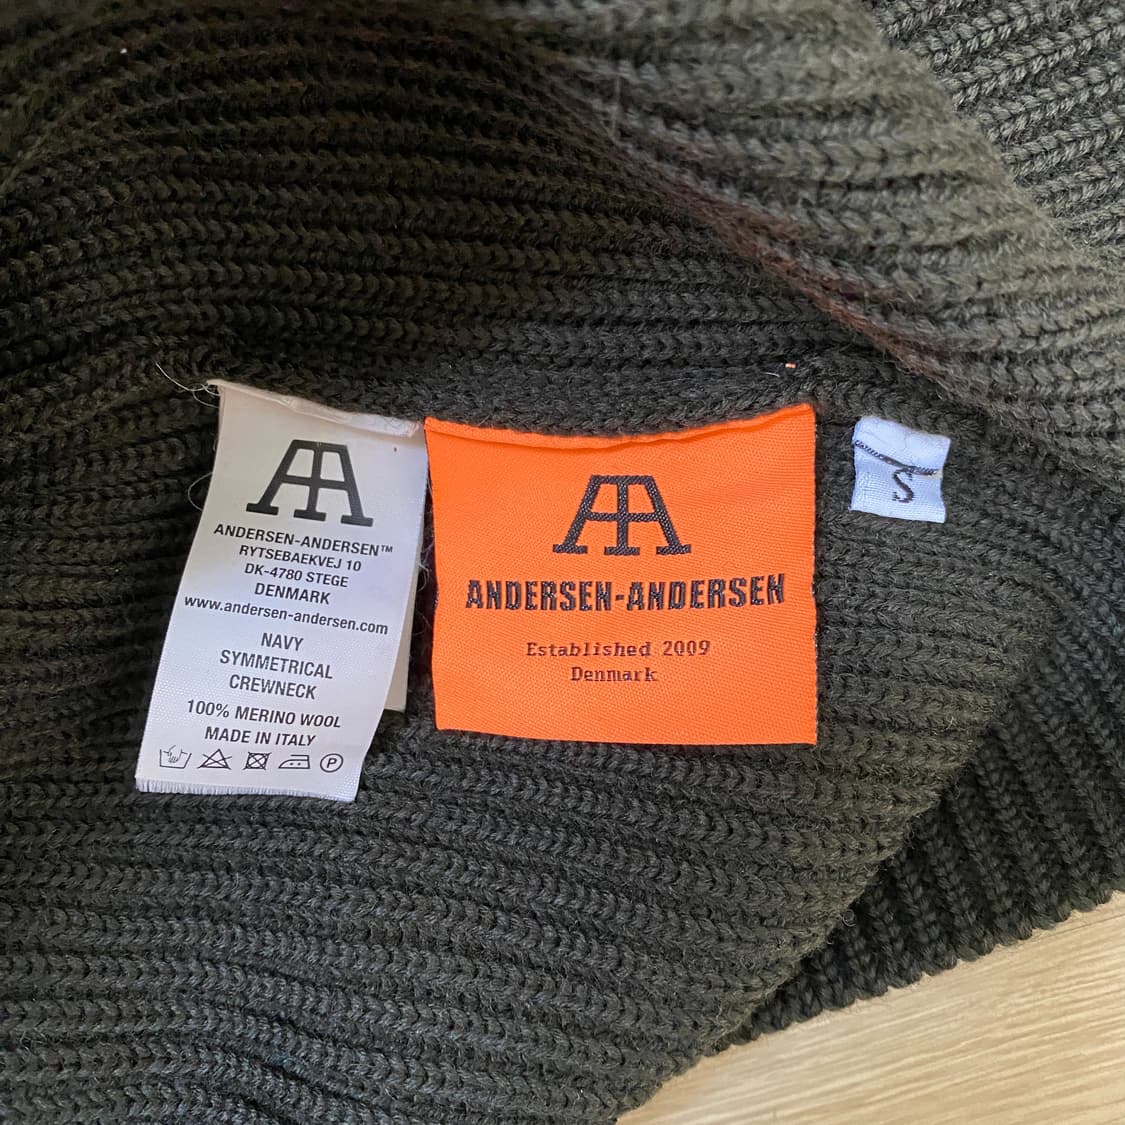 ANDERSEN-ANDERSEN™
RYTSEBAEKVEJ 10
DK-4780 STEGE
DENMARK
www.andersen-andersen.com
NAVY
SYMMETRICAL
CREWNECK
100% MERINO WOOL
MADE IN ITALY
P
AA
ANDERSEN-ANDERSEN
Established 2009
Denmark
S